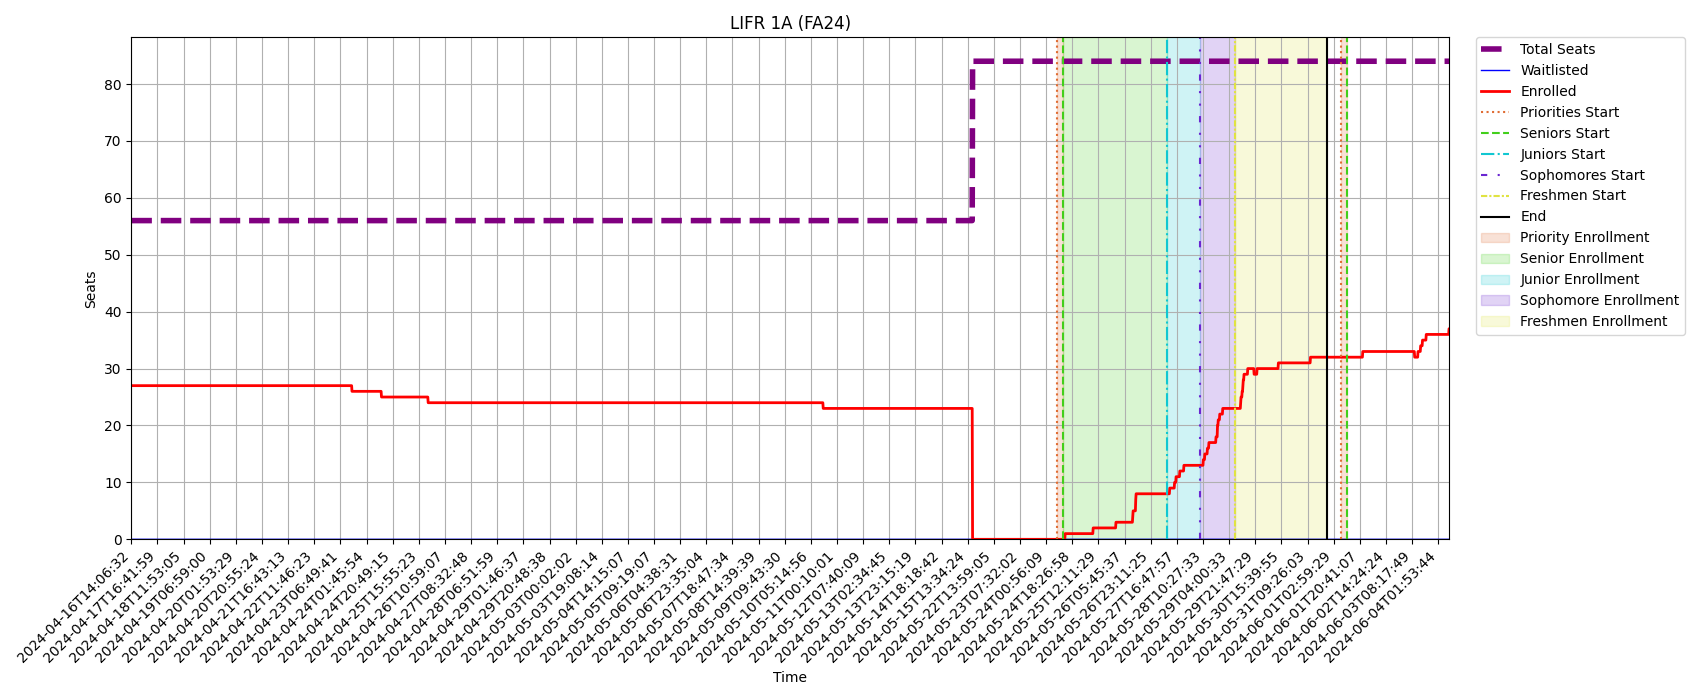 LIFR 1A (FA24)
Total Seats
Waitlisted
Enrolled
Priorities Start
Seniors Start
Juniors Start
Sophomores Start
Freshmen Start
End
Priority Enrollment
Senior Enrollment
Junior Enrollment
Sophomore Enrollment
Freshmen Enrollment
Seats
80
70
60
50
40
30
20
10
0
2024-04-16T14:06:32
2024-04-17T16:41:59
2024-04-18T11:53:05
2024-04-19T06:59:00
2024-04-20T01:53:29
2024-04-20T20:55:24
2024-04-21T16:43:13
2024-04-22T11:46:23
2024-04-23T06:49:41
2024-04-24T01:45:54
2024-04-24T20:49:15
2024-04-25T15:55:23
2024-04-26T10:59:07
2024-04-27T08:32:48
2024-04-28T06:51:59
2024-04-29T01:46:37
2024-04-29T20:48:38
2024-05-03T00:02:02
2024-05-03T19:08:14
2024-05-04T14:15:07
2024-05-05T09:19:07
2024-05-06T04:38:31
2024-05-06T23:35:04
2024-05-07T18:47:34
2024-05-08T14:39:39
2024-05-09T09:43:30
2024-05-10T05:14:56
2024-05-11T00:10:01
2024-05-12T07:40:09
2024-05-13T02:34:45
2024-05-13T23:15:19
2024-05-14T18:18:42
2024-05-15T13:34:24
2024-05-22T13:59:05
2024-05-23T07:32:02
2024-05-24T00:56:09
2024-05-24T18:26:58
2024-05-25T12:11:29
2024-05-26T05:45:37
2024-05-26T23:11:25
2024-05-27T16:47:57
2024-05-28T10:27:33
2024-05-29T04:00:33
2024-05-29T21:47:29
2024-05-30T15:39:55
2024-05-31T09:26:03
2024-06-01T02:59:29
2024-06-01T20:41:07
2024-06-02T14:24:24
2024-06-03T08:17:49
2024-06-04T01:53:44
Time